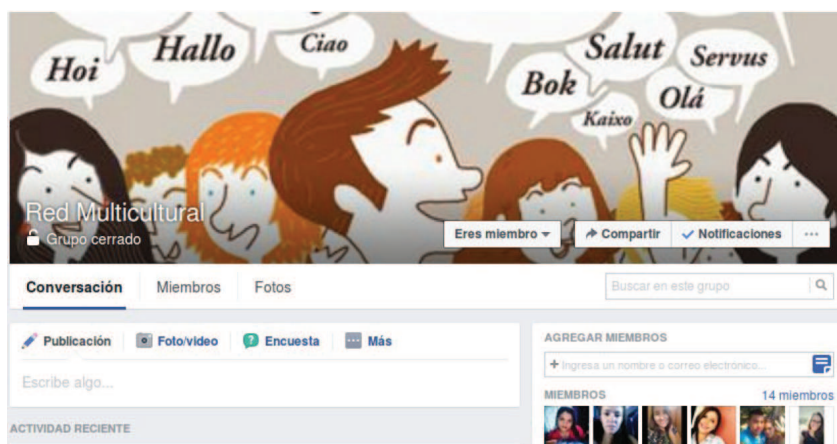 Hoi
Hallo
Ciao
Bok
Salut
Servus
Kaixo
Olá
Red Multicultural
Grupo cerrado
Eres miembro
Compartir
Notificaciones
Conversación
Miembros
Fotos
Buscar en este grupo
Publicación
Foto/video
Encuesta
Más
Escribe algo...
ACTIVIDAD RECIENTE
AGREGAR MIEMBROS
+ Ingresa un nombre o correo electrónico...
MIEMBROS
14 miembros